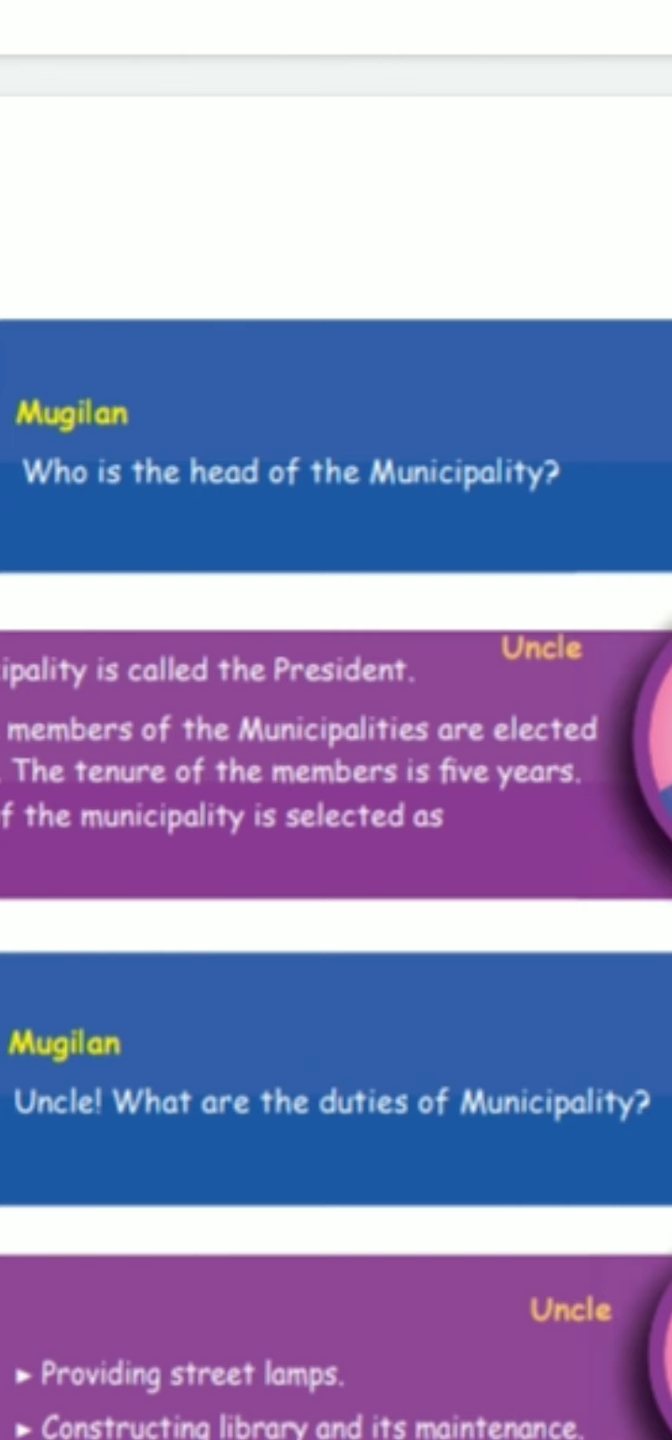 Mugilan
Who is the head of the Municipality?
Uncle
ipality is called the President.
members of the Municipalities are elected
. The tenure of the members is five years.
f the municipality is selected as
Mugilan
Uncle! What are the duties of Municipality?
Uncle
► Providing street lamps.
► Constructing library and its maintenance.